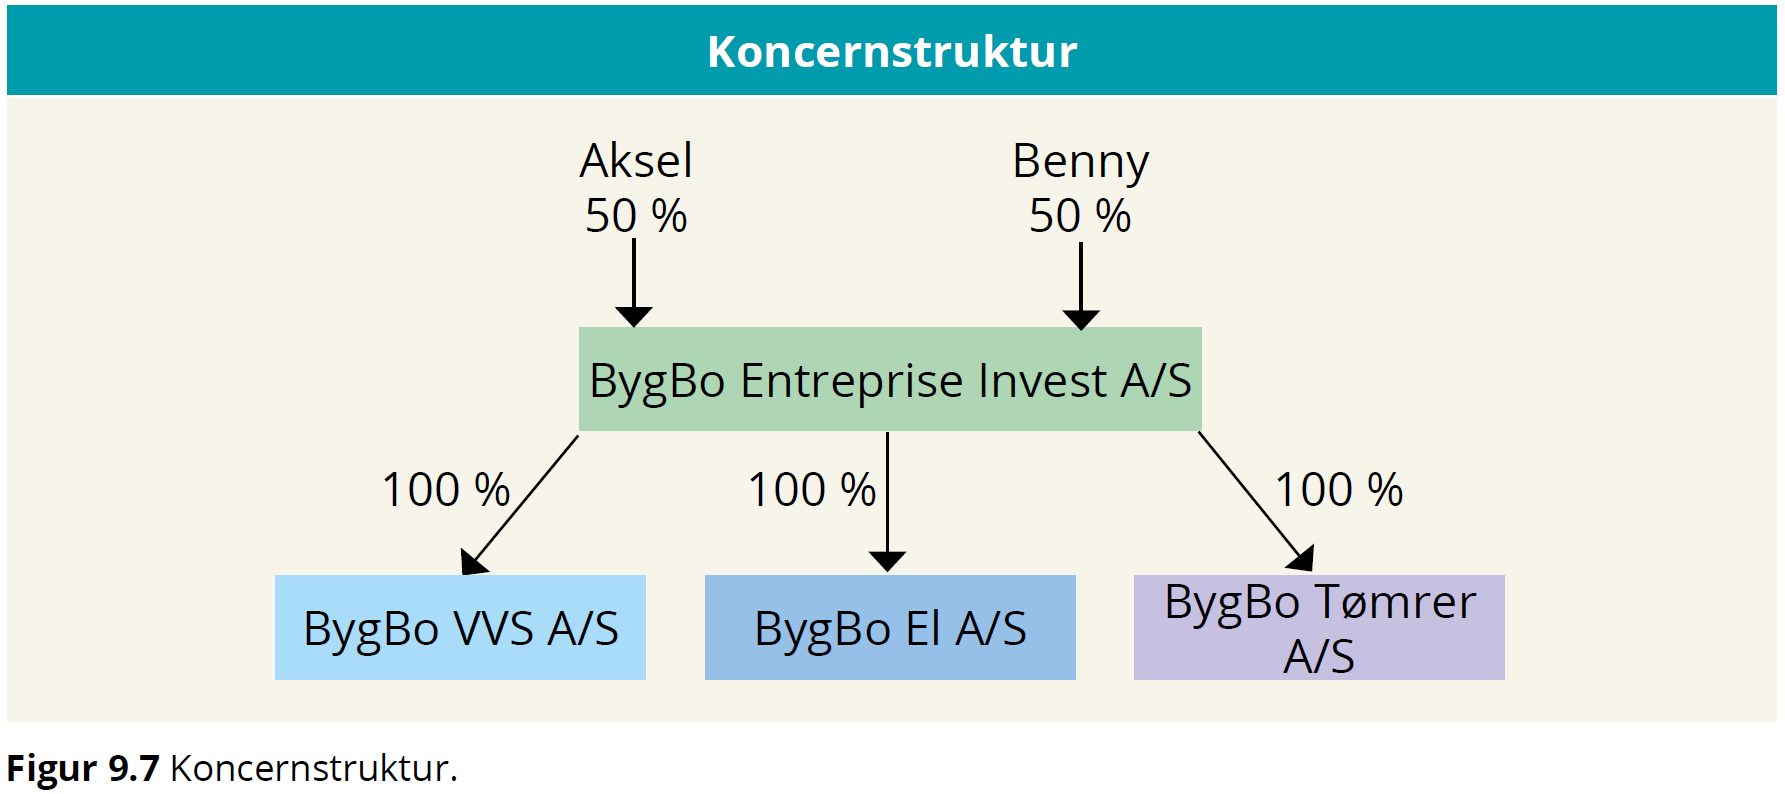 Koncernstruktur
Aksel
50 %
Benny
50 %
BygBo Entreprise Invest A/S
100 %
100 %
100 %
BygBo VVS A/S
BygBo El A/S
BygBo Tømrer
A/S
Figur 9.7 Koncernstruktur.